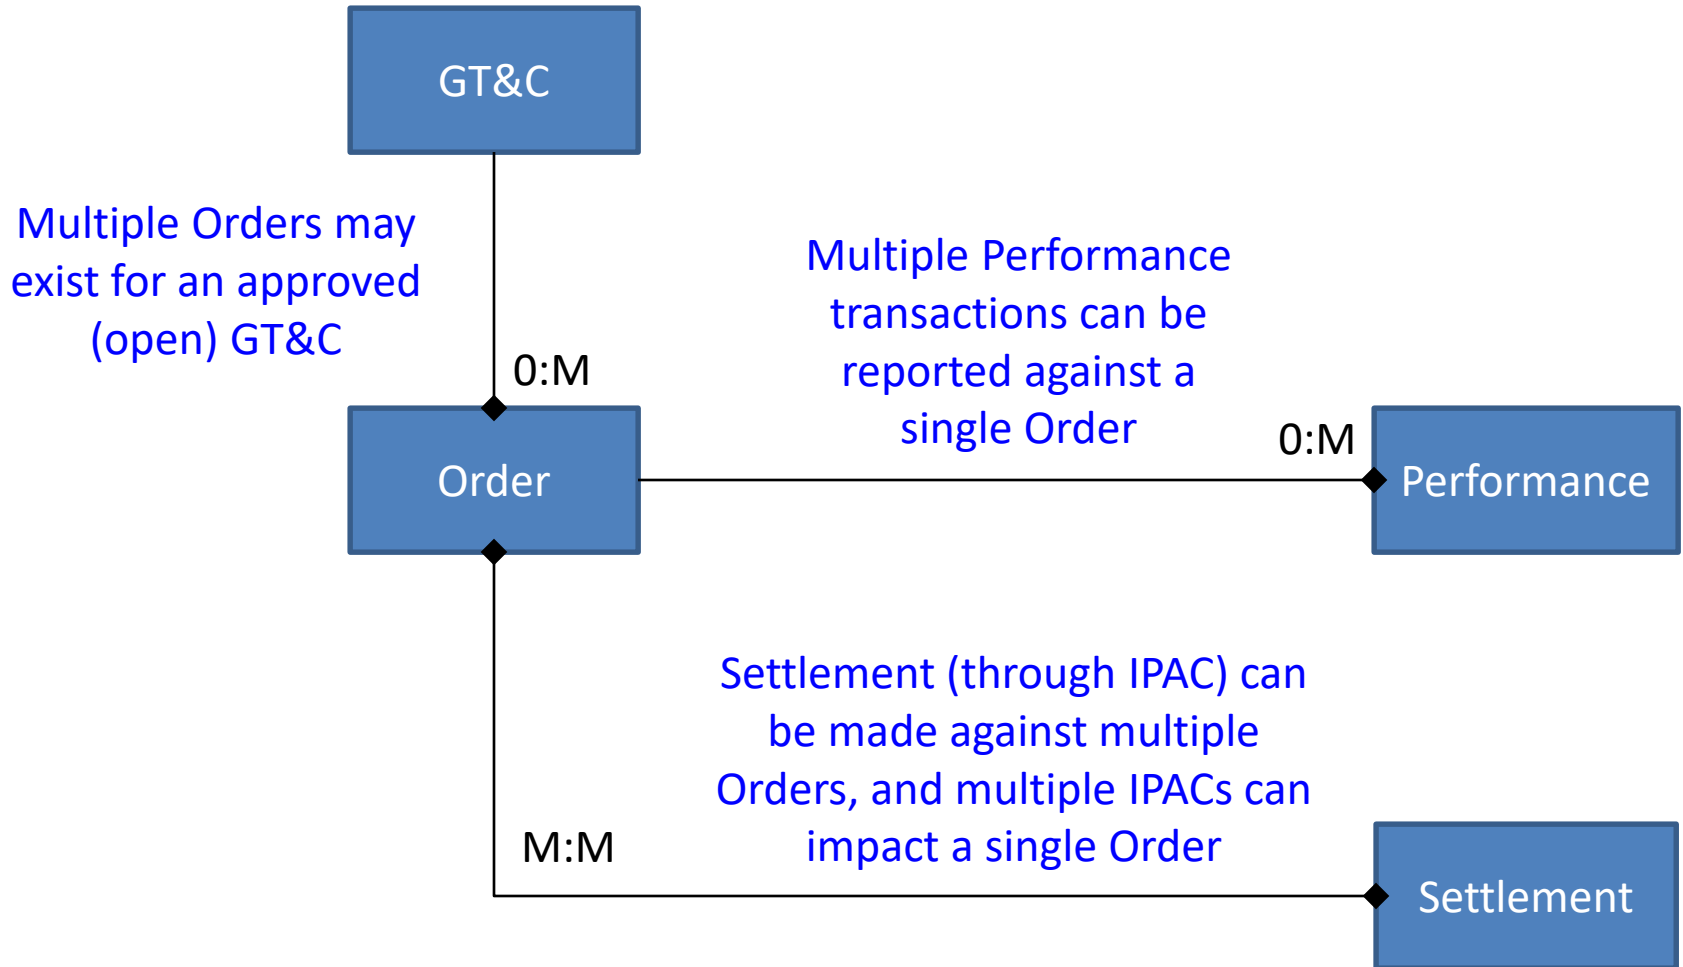 GT&C
Multiple Orders may
exist for an approved
(open) GT&C
0:M
Multiple Performance
transactions can be
reported against a
single Order
0:M
Order
Performance
Settlement (through IPAC) can
be made against multiple
Orders, and multiple IPACs can
impact a single Order
M:M
Settlement